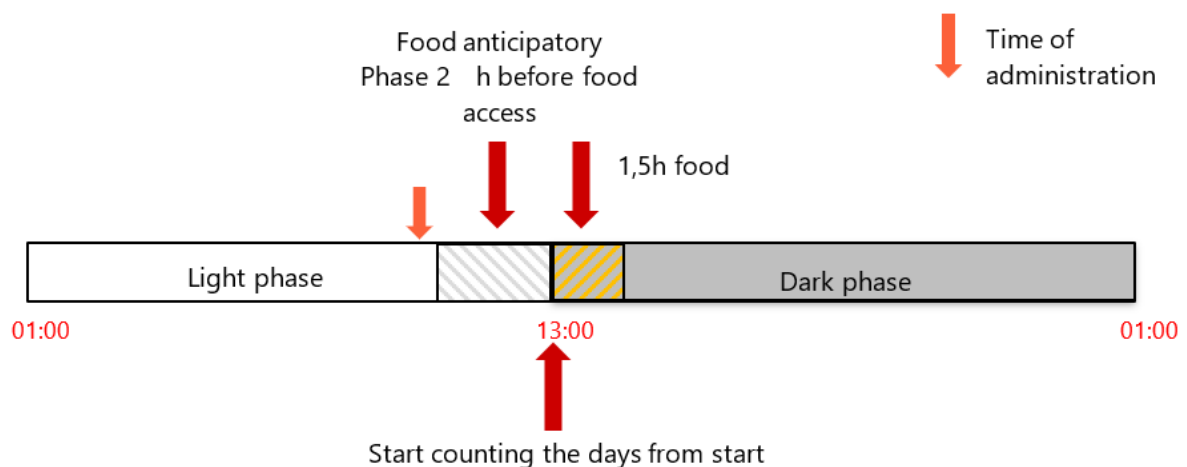 Food anticipatory
Phase 2 h before food
access
Time of
administration
1,5h food
Light phase
Dark phase
01:00
13:00
01:00
Start counting the days from start